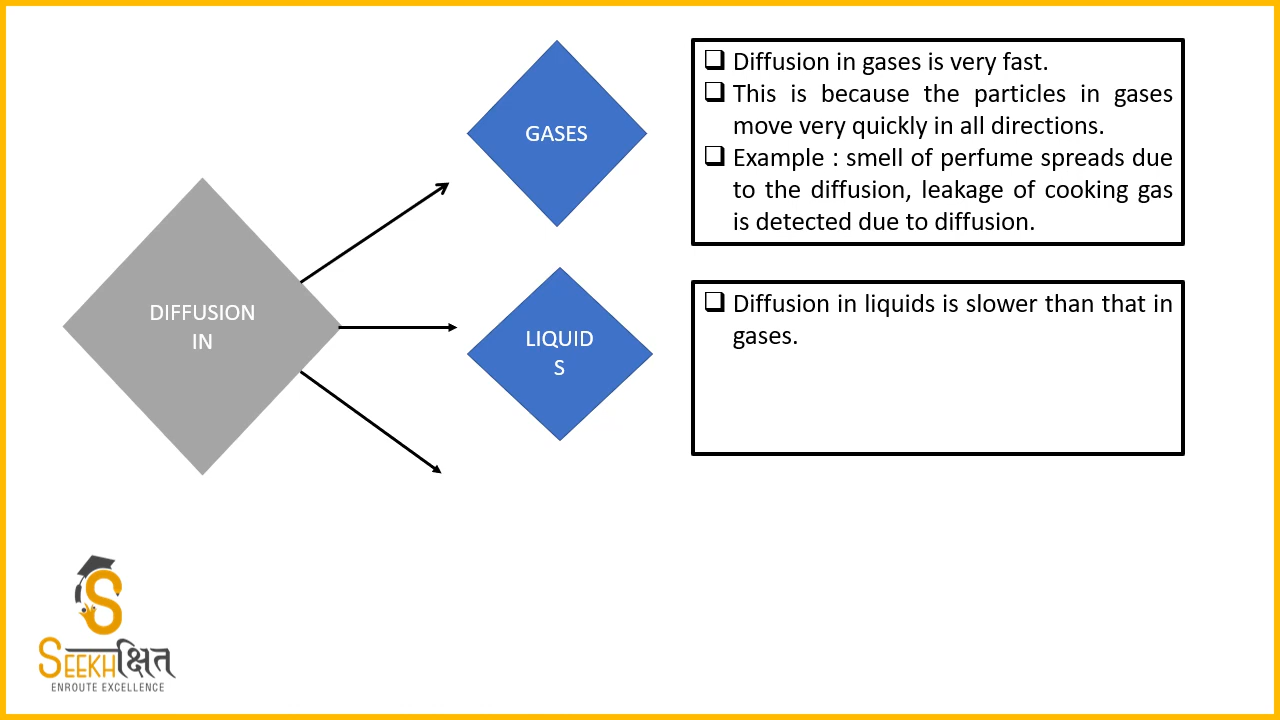 GASES
❑ Diffusion in gases is very fast.
❑ This is because the particles in gases
move very quickly in all directions.
❑ Example : smell of perfume spreads due
to the diffusion, leakage of cooking gas
is detected due to diffusion.
DIFFUSION
IN
LIQUID
S
❑ Diffusion in liquids is slower than that in
gases.
S
SEEKHक्षित
ENROUTE EXCELLENCE